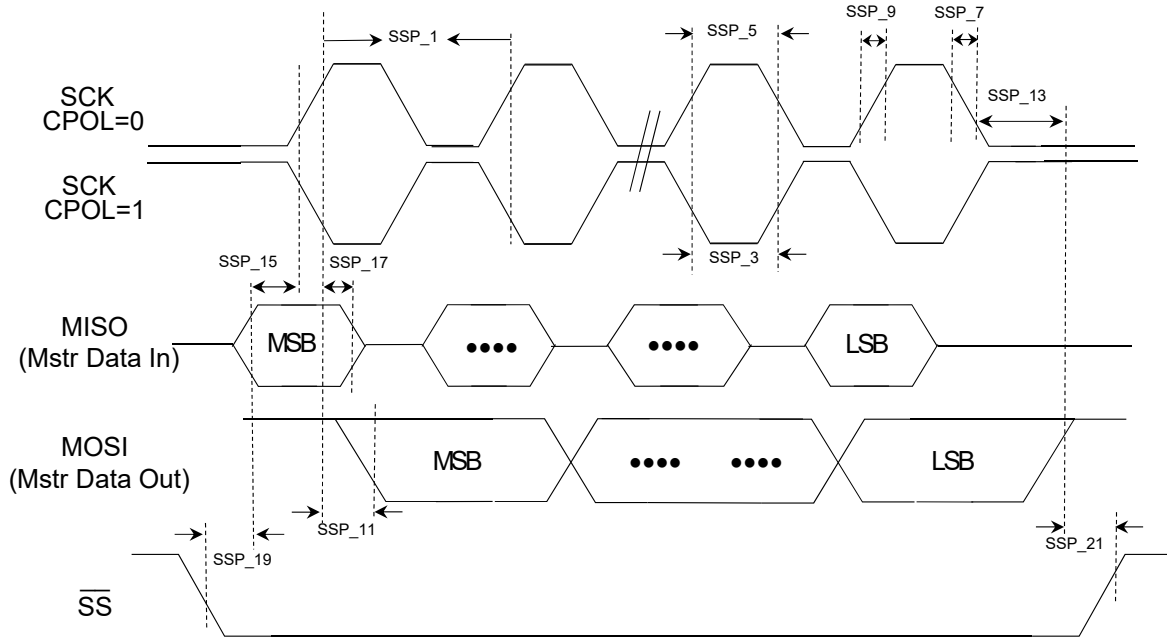 SSP_9
SSP_7
SSP_1
SSP_5
SCK
CPOL=0
SSP_13
SCK
CPOL=1
SSP_15
SSP_17
SSP_3
MISO
(Mstr Data In)
MSB
●●●●
●●●●
LSB
MOSI
(Mstr Data Out)
MSB
●●●● ●●●●
LSB
SSP_11
SSP_19
SSP_21
S̅S̅